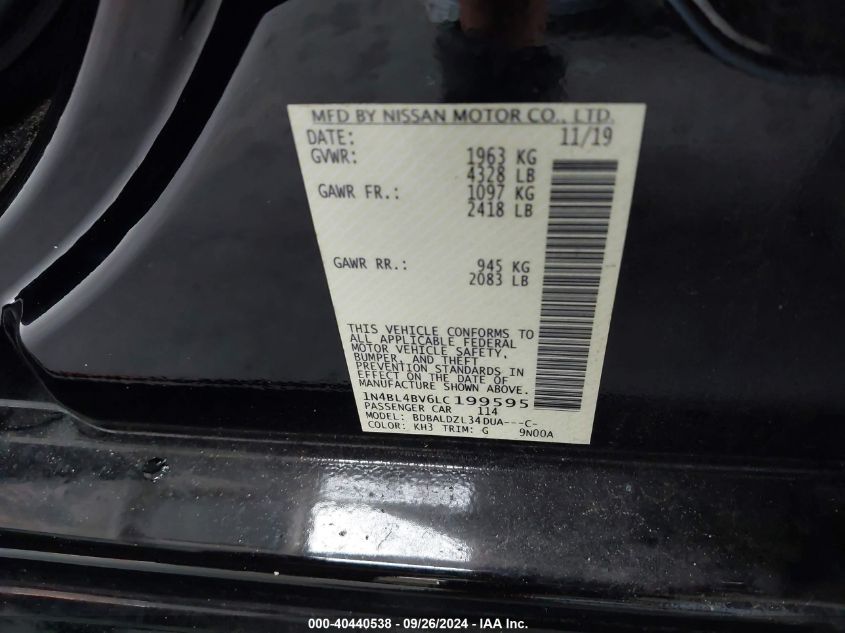 MFD BY NISSAN MOTOR CO., LTD.
DATE: 11/19
GVWR: 1963 KG
4328 LB
GAWR FR.: 1097 KG
2418 LB
GAWR RR.: 945 KG
2083 LB
THIS VEHICLE CONFORMS TO
ALL APPLICABLE FEDERAL
MOTOR VEHICLE SAFETY,
BUMPER, AND THEFT
PREVENTION STANDARDS IN
EFFECT ON THE DATE OF
MANUFACTURE SHOWN ABOVE.
1N4BL4BV6LC199595
PASSENGER CAR 114
MODEL: BDBALDZL34DUA---C-
COLOR: KH3 TRIM: G 9N00A
000-40440538 - 09/26/2024 - © IAA, Inc.